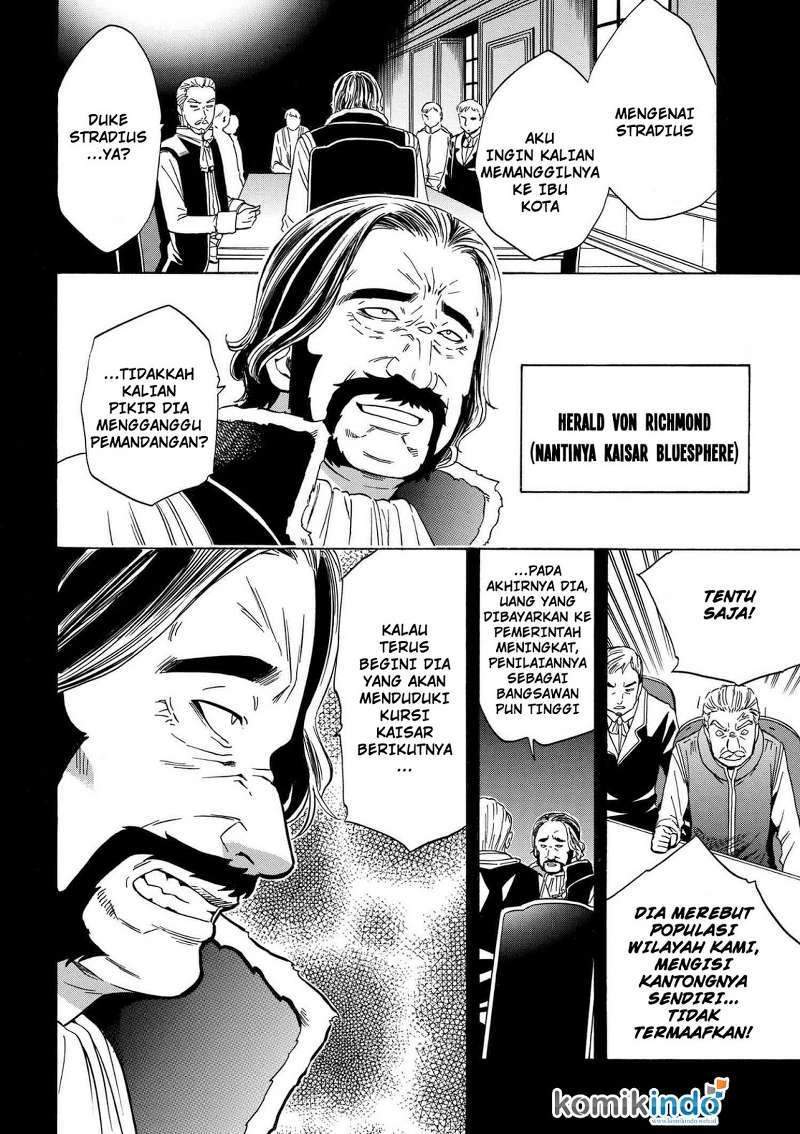 MENGENAI
STRADIUS
AKU
INGIN KALIAN
MEMANGGILNYA
KE IBU
KOTA
DUKE
STRADIUS
...YA?
...TIDAKKAH
KALIAN
PIKIR DIA
MENGGANGGU
PEMANDANGAN?
HERALD VON RICHMOND
(NANTINYA KAISAR BLUESPHERE)
TENTU
SAJA!
DIA MEREBUT
POPULASI
WILAYAH KAMI,
MENGISI
KANTONGNYA
SENDIRI...
TIDAK
TERMAAFKAN!
...PADA
AKHIRNYA DIA,
UANG YANG
DIBAYARKAN KE
PEMERINTAH
MENINGKAT,
PENILAIANNYA
SEBAGAI
BANGSAWAN
PUN TINGGI
KALAU
TERUS
BEGINI DIA
YANG AKAN
MENDUDUKI
KURSI
KAISAR
BERIKUTNYA
...
komikindo